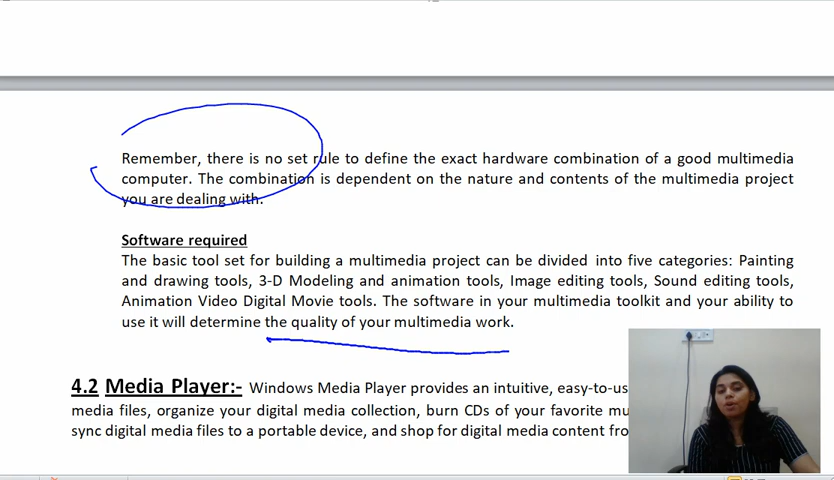 Remember, there is no set rule to define the exact hardware combination of a good multimedia
computer. The combination is dependent on the nature and contents of the multimedia project
you are dealing with.
Software required
The basic tool set for building a multimedia project can be divided into five categories: Painting
and drawing tools, 3-D Modeling and animation tools, Image editing tools, Sound editing tools,
Animation Video Digital Movie tools. The software in your multimedia toolkit and your ability to
use it will determine the quality of your multimedia work.
4.2 Media Player:- Windows Media Player provides an intuitive,
media files, organize your digital media collection, burn CDs of your favorite
sync digital media files to a portable device, and shop for digital media content